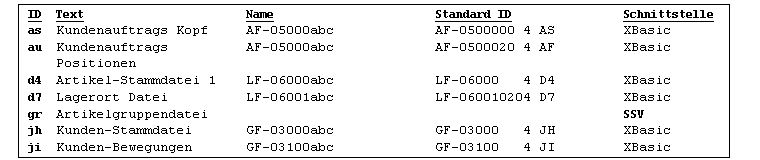 ID Text Name Standard ID Schnittstelle
as Kundenauftrags Kopf AF-05000abc AF-0500000 4 AS XBasic
au Kundenauftrags AF-05000abc AF-0500020 4 AF XBasic
Positionen
d4 Artikel-Stammdatei 1 LF-06000abc LF-06000 4 D4 XBasic
d7 Lagerort Datei LF-06001abc LF-060010204 D7 XBasic
gr Artikelgruppendatei SSV
jh Kunden-Stammdatei GF-03000abc GF-03000 4 JH XBasic
ji Kunden-Bewegungen GF-03100abc GF-03100 4 JI XBasic